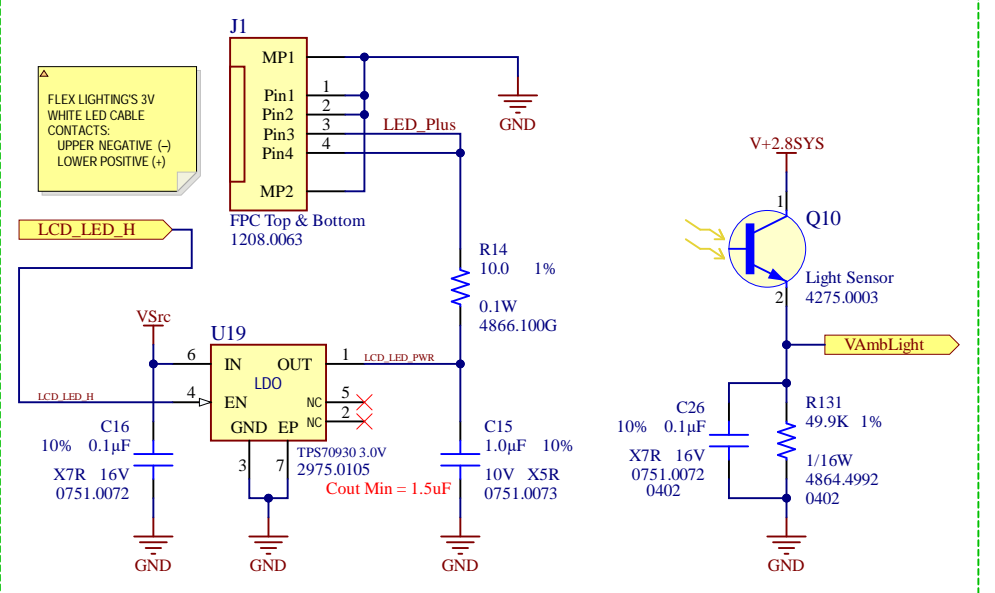 J1
MP1
Pin1
Pin2
Pin3
Pin4
MP2
1
2
3
4
LED_Plus
GND
FPC Top & Bottom
1208.0063
FLEX LIGHTING'S 3V
WHITE LED CABLE
CONTACTS:
UPPER NEGATIVE (–)
LOWER POSITIVE (+)
LCD_LED_H
R14
10.0 1%
0.1W
4866.100G
VSrc
U19
6
IN
OUT
1
LCD_LED_PWR
LDO
LCD_LED_H
4
EN
NC
5
NC
2
GND
EP
3
7
TPS70930 3.0V
2975.0105
Cout Min = 1.5uF
C16
10% 0.1µF
X7R 16V
0751.0072
GND
GND
C15
1.0µF 10%
10V X5R
0751.0073
GND
V+2.8SYS
1
Q10
Light Sensor
4275.0003
2
VAmbLight
C26
10% 0.1µF
X7R 16V
0751.0072
0402
R131
49.9K 1%
1/16W
4864.4992
0402
GND